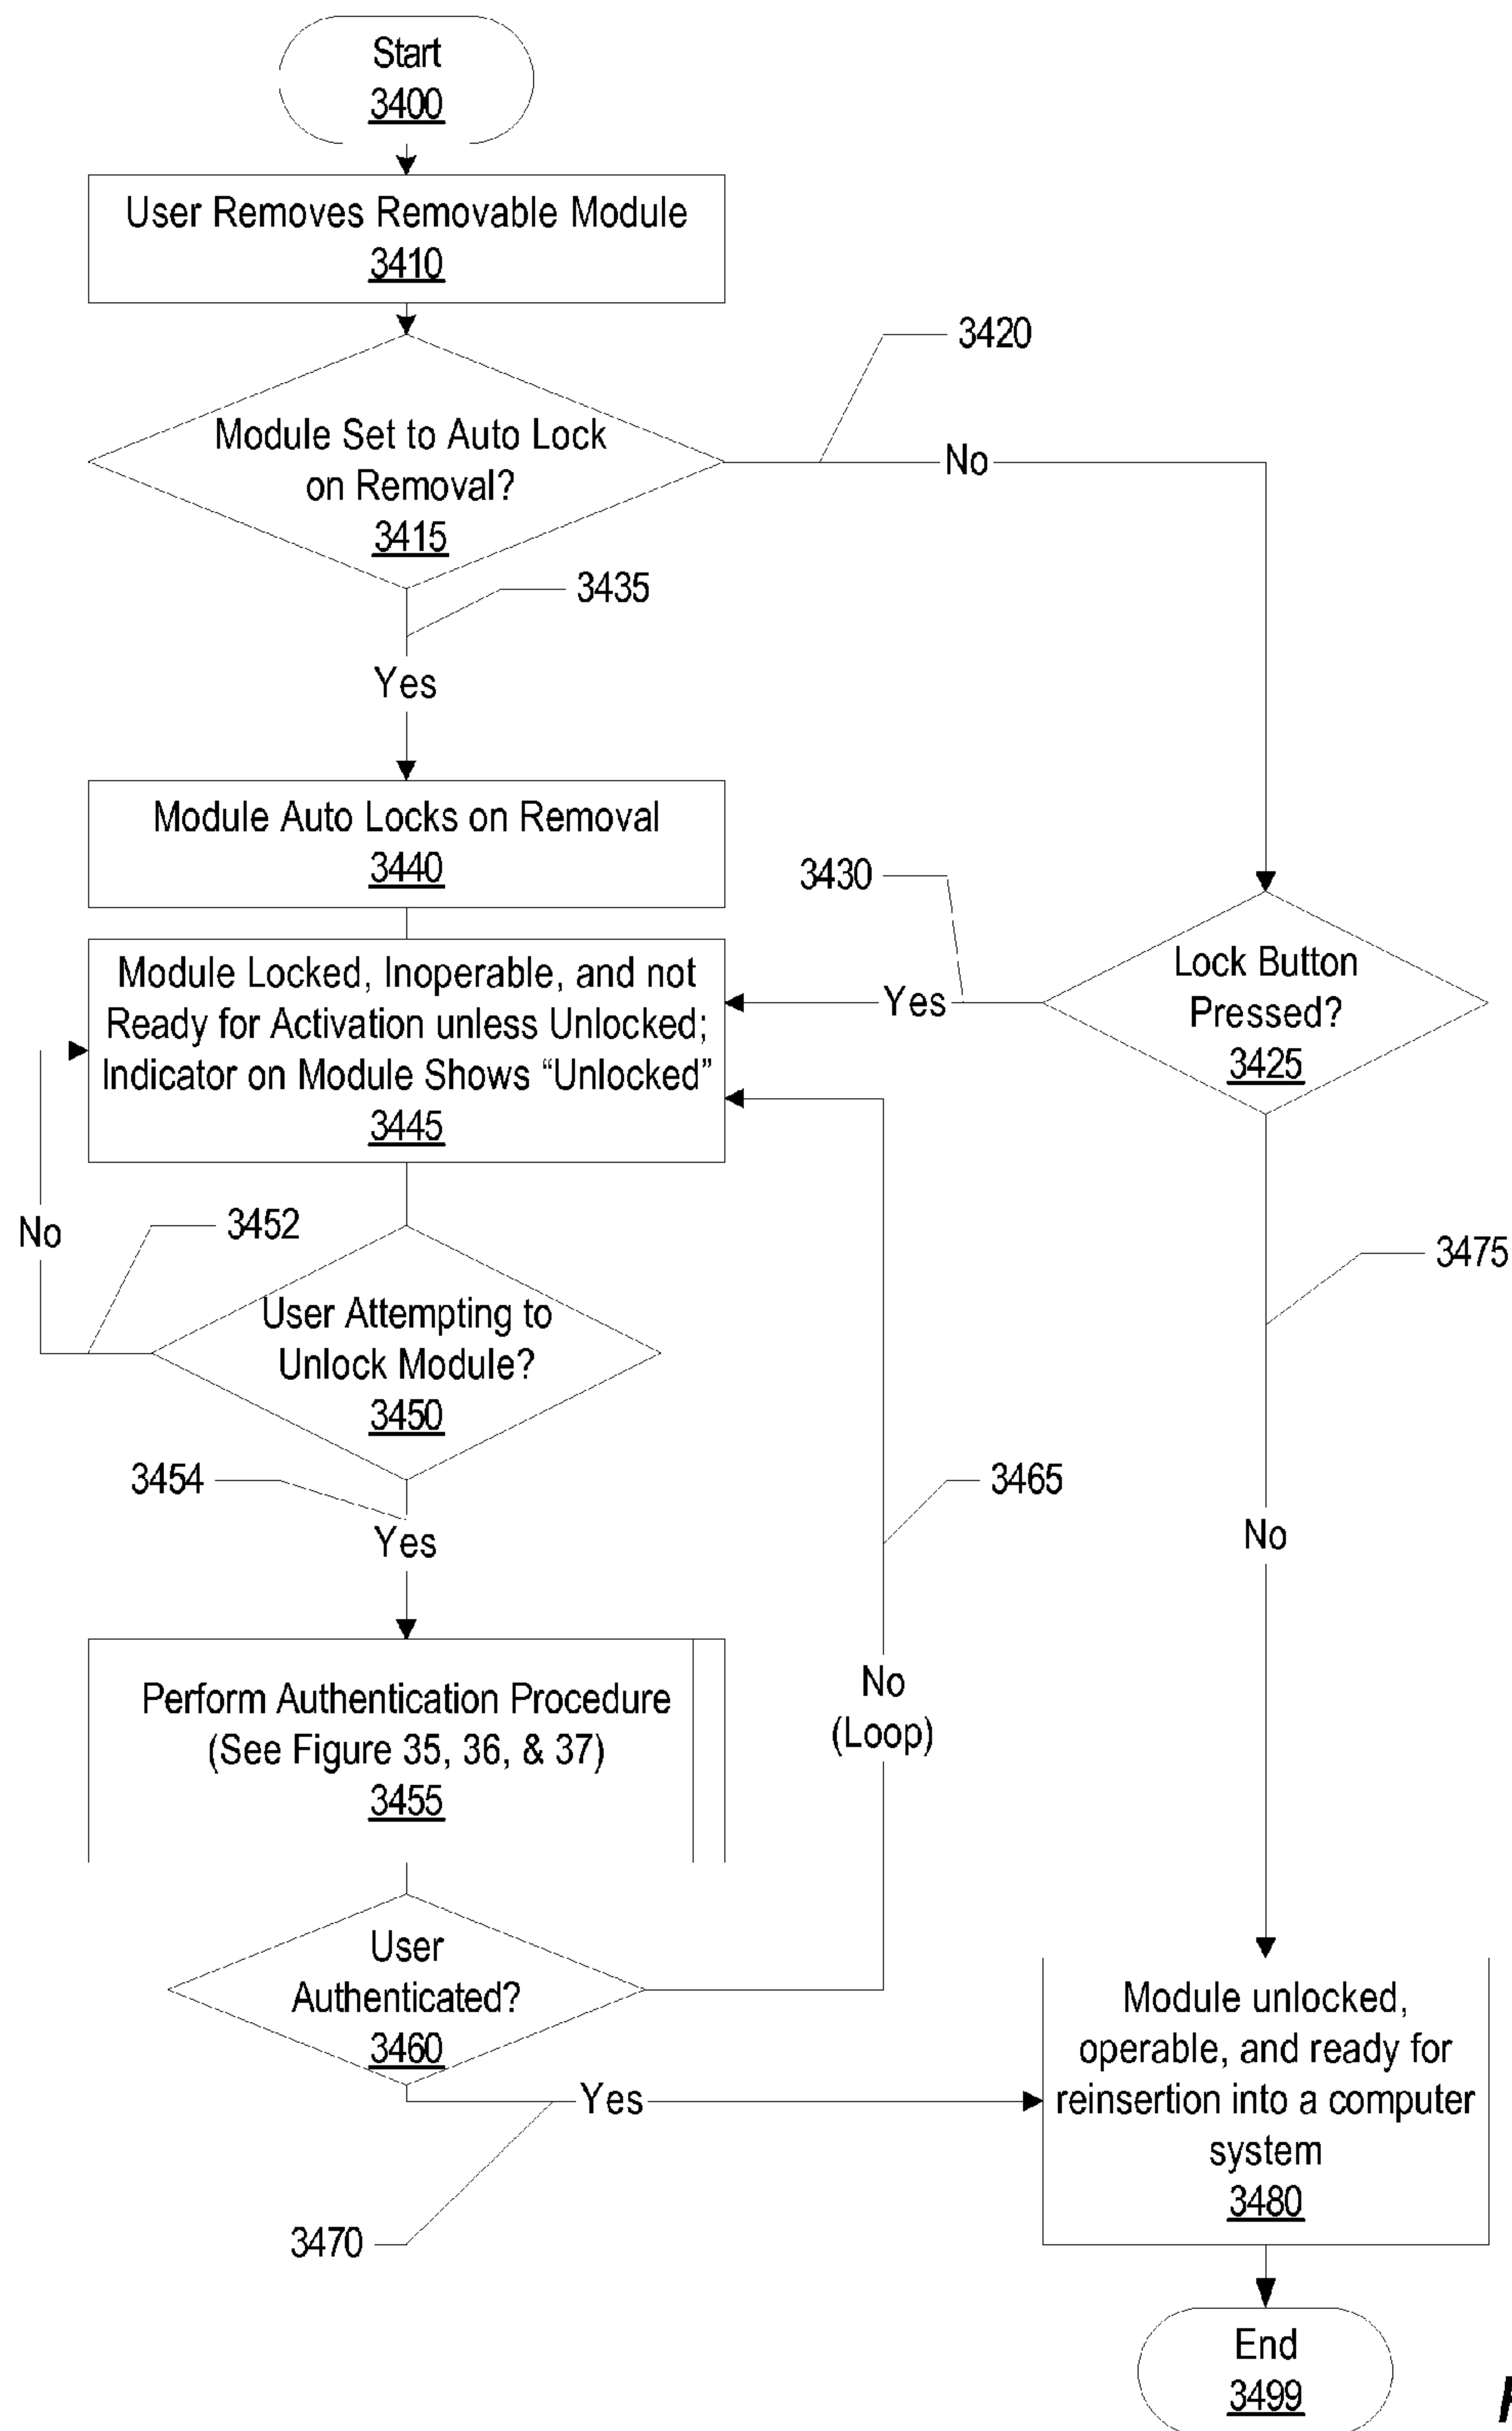 Start
3400
User Removes Removable Module
3410
3420
Module Set to Auto Lock
on Removal?
3415
No
3435
Yes
Module Auto Locks on Removal
3440
3430
Module Locked, Inoperable, and not
Ready for Activation unless Unlocked;
Indicator on Module Shows “Unlocked”
3445
Yes
Lock Button
Pressed?
3425
No
3452
3475
User Attempting to
Unlock Module?
3450
3454
Yes
3465
No
Perform Authentication Procedure
(See Figure 35, 36, & 37)
3455
No
(Loop)
User
Authenticated?
3460
Yes
3470
Module unlocked,
operable, and ready for
reinsertion into a computer
system
3480
End
3499